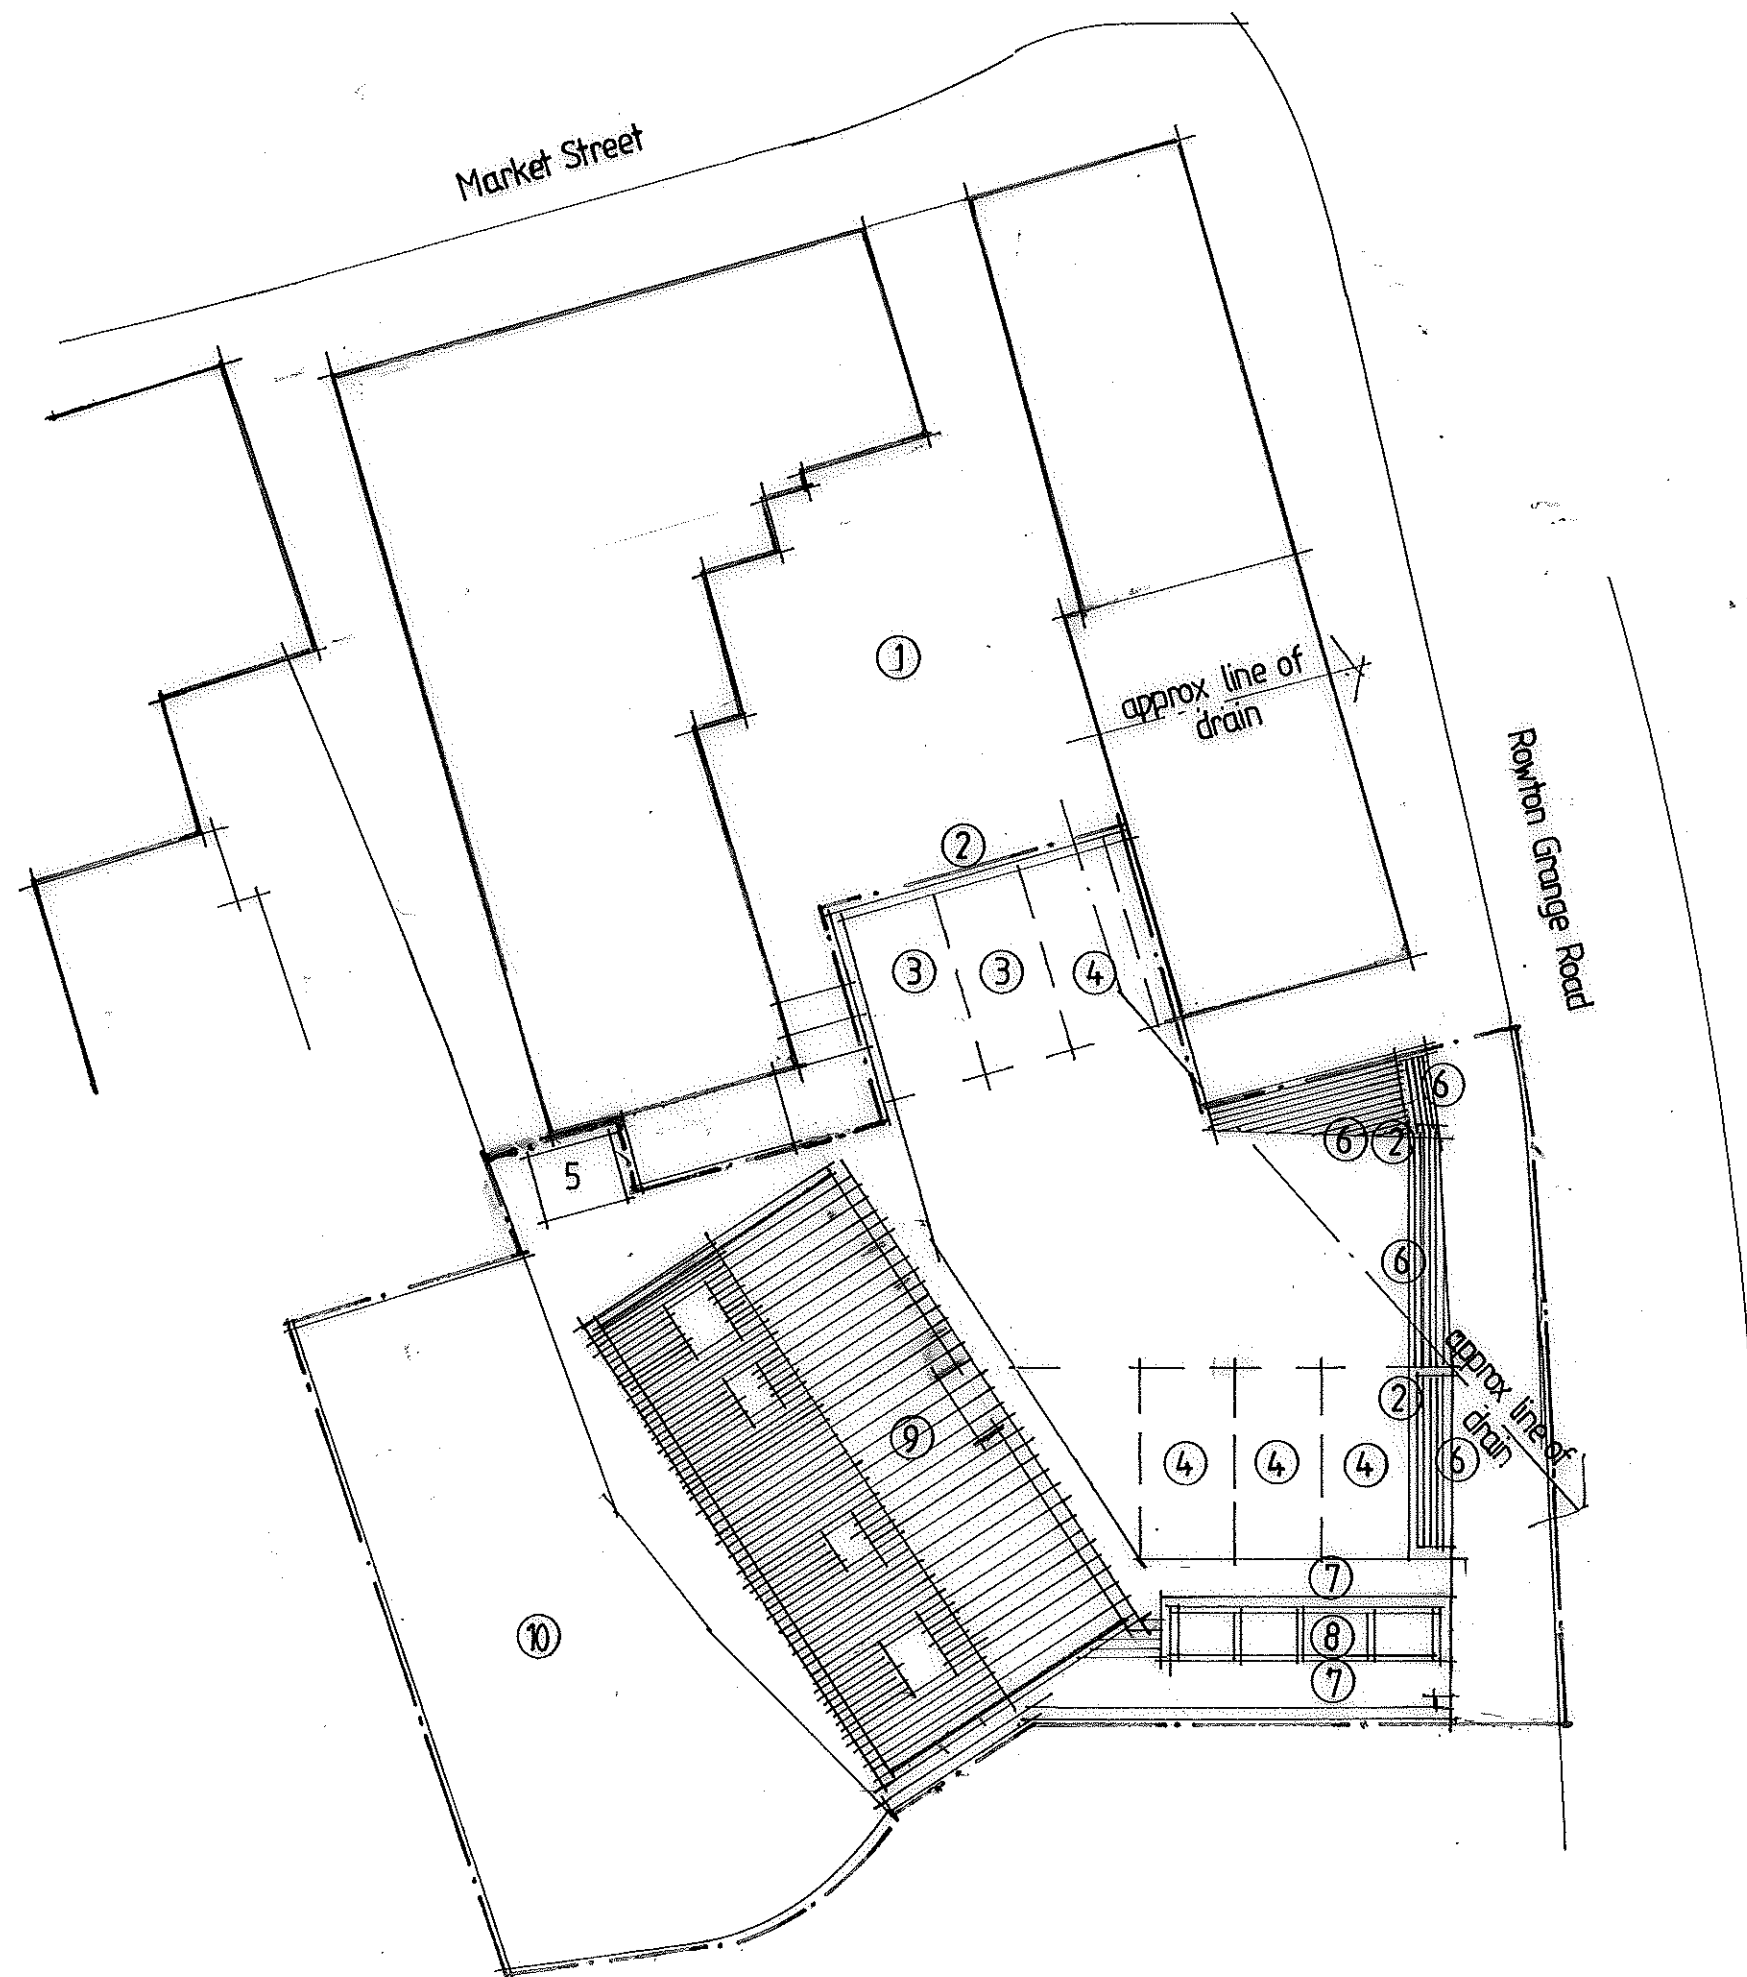 Market Street
1
approx line of
drain
Rowton Grange Road
2
3 3 4
6
6 2
5
6
approx line of
drain
2
9
4 4 4 6
7
8
7
10